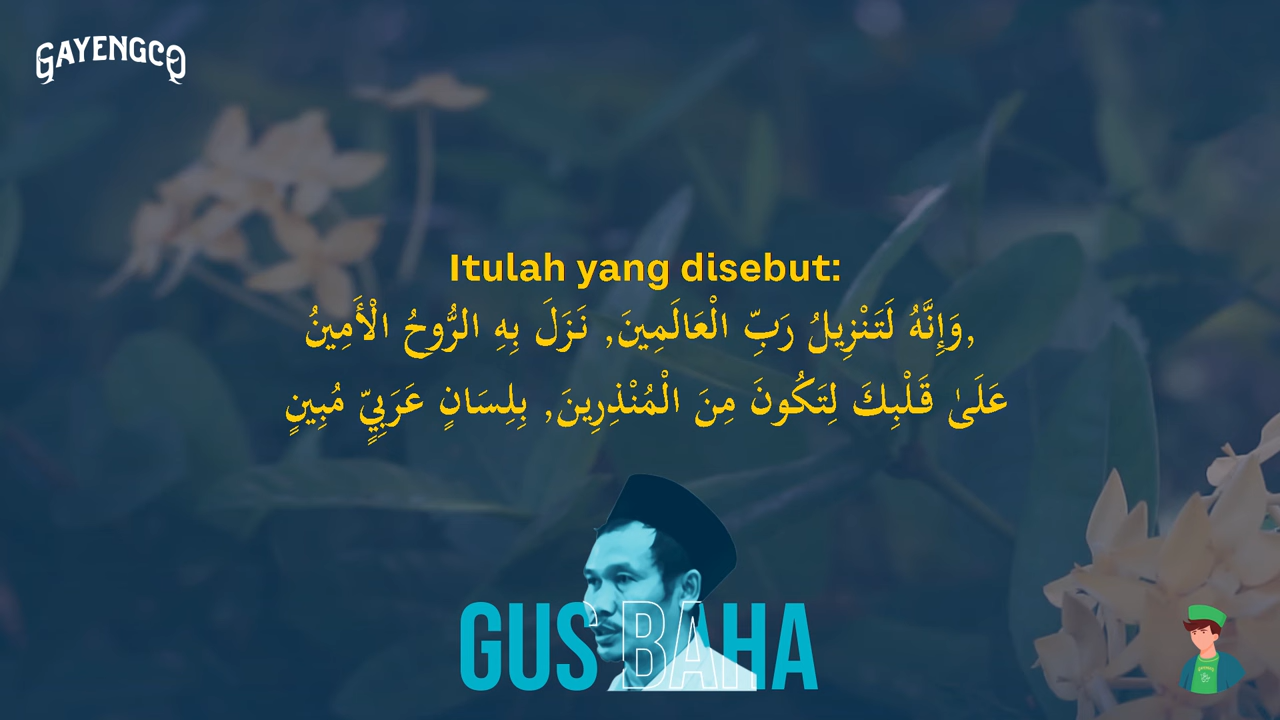 GAYENGCO
Itulah yang disebut:
وَإِنَّهُ لَتَنْزِيلُ رَبِّ الْعَالَمِينَ, نَزَلَ بِهِ الرُّوحُ الْأَمِينُ,
عَلَىٰ قَلْبِكَ لِتَكُونَ مِنَ الْمُنْذِرِينَ, بِلِسَانٍ عَرَبِيٍّ مُبِينٍ
GUS BAHA